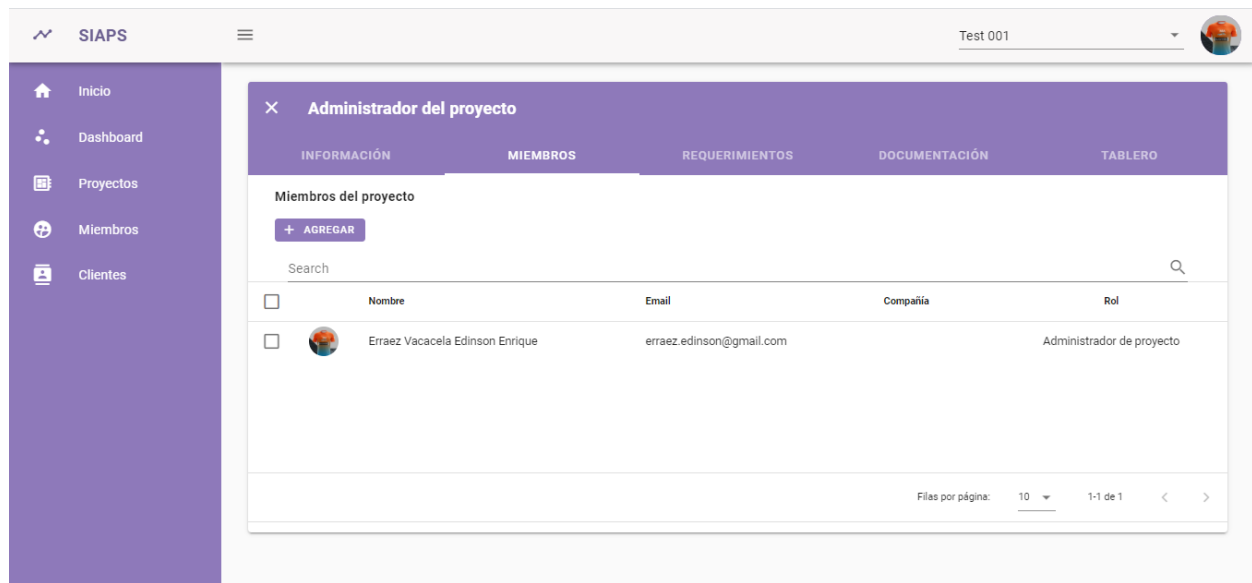 SIAPS
Test 001
Inicio
Dashboard
Proyectos
Miembros
Clientes
Administrador del proyecto
INFORMACIÓN MIEMBROS REQUERIMIENTOS DOCUMENTACIÓN TABLERO
Miembros del proyecto
+ AGREGAR
Search
Nombre Email Compañía Rol
Erraez Vacacela Edinson Enrique erraez.edinson@gmail.com Administrador de proyecto
Filas por página: 10 1-1 de 1